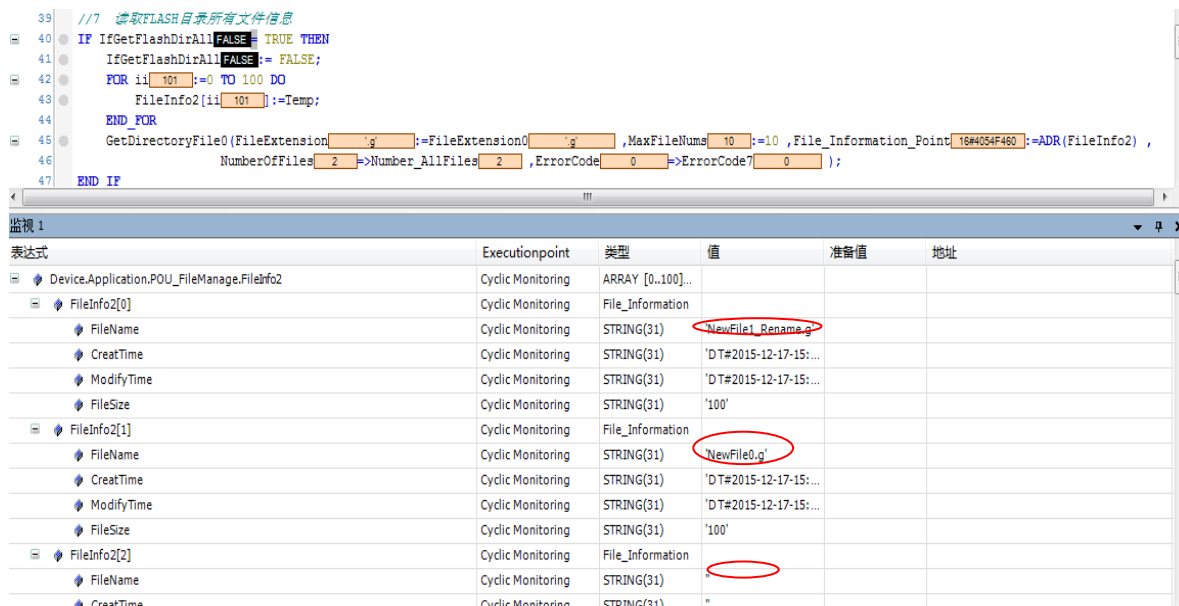 39 //7 读取FLASH目录所有文件信息
40 IF IfGetFlashDirAll FALSE = TRUE THEN
41 IfGetFlashDirAll FALSE := FALSE;
42 FOR ii 101 :=0 TO 100 DO
43 FileInfo2[ii 101 ]:=Temp;
44 END_FOR
45 GetDirectoryFile0(FileExtension '.g' :=FileExtension0 '.g' ,MaxFileNums 10 :=10 ,File_Information_Point 16#4054F460 :=ADR(FileInfo2) ,
46 NumberOfFiles 2 =>Number_AllFiles 2 ,ErrorCode 0 =>ErrorCode7 0 );
47 END IF
监视 1
表达式 Executionpoint 类型 值 准备值 地址
Device.Application.POU_FileManage.FileInfo2 Cyclic Monitoring ARRAY [0..100]...
FileInfo2[0] Cyclic Monitoring File_Information
FileName Cyclic Monitoring STRING(31) 'NewFile1_Rename.g'
CreatTime Cyclic Monitoring STRING(31) 'DT#2015-12-17-15:...
ModifyTime Cyclic Monitoring STRING(31) 'DT#2015-12-17-15:...
FileSize Cyclic Monitoring STRING(31) '100'
FileInfo2[1] Cyclic Monitoring File_Information
FileName Cyclic Monitoring STRING(31) 'NewFile0.g'
CreatTime Cyclic Monitoring STRING(31) 'DT#2015-12-17-15:...
ModifyTime Cyclic Monitoring STRING(31) 'DT#2015-12-17-15:...
FileSize Cyclic Monitoring STRING(31) '100'
FileInfo2[2] Cyclic Monitoring File_Information
FileName Cyclic Monitoring STRING(31) ''
CreatTime Cyclic Monitoring STRING(31) ''